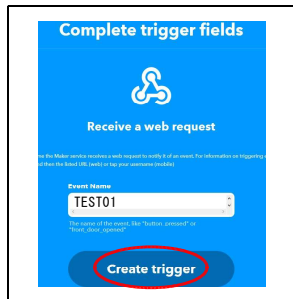 Complete trigger fields
Receive a web request
the Maker service receives a web request to notify it of an event. For information on triggering
then the listed URL (web) or tap your username (mobile)
Event Name
TEST01
The name of the event, like "button_pressed" or
"front_door_opened"
Create trigger